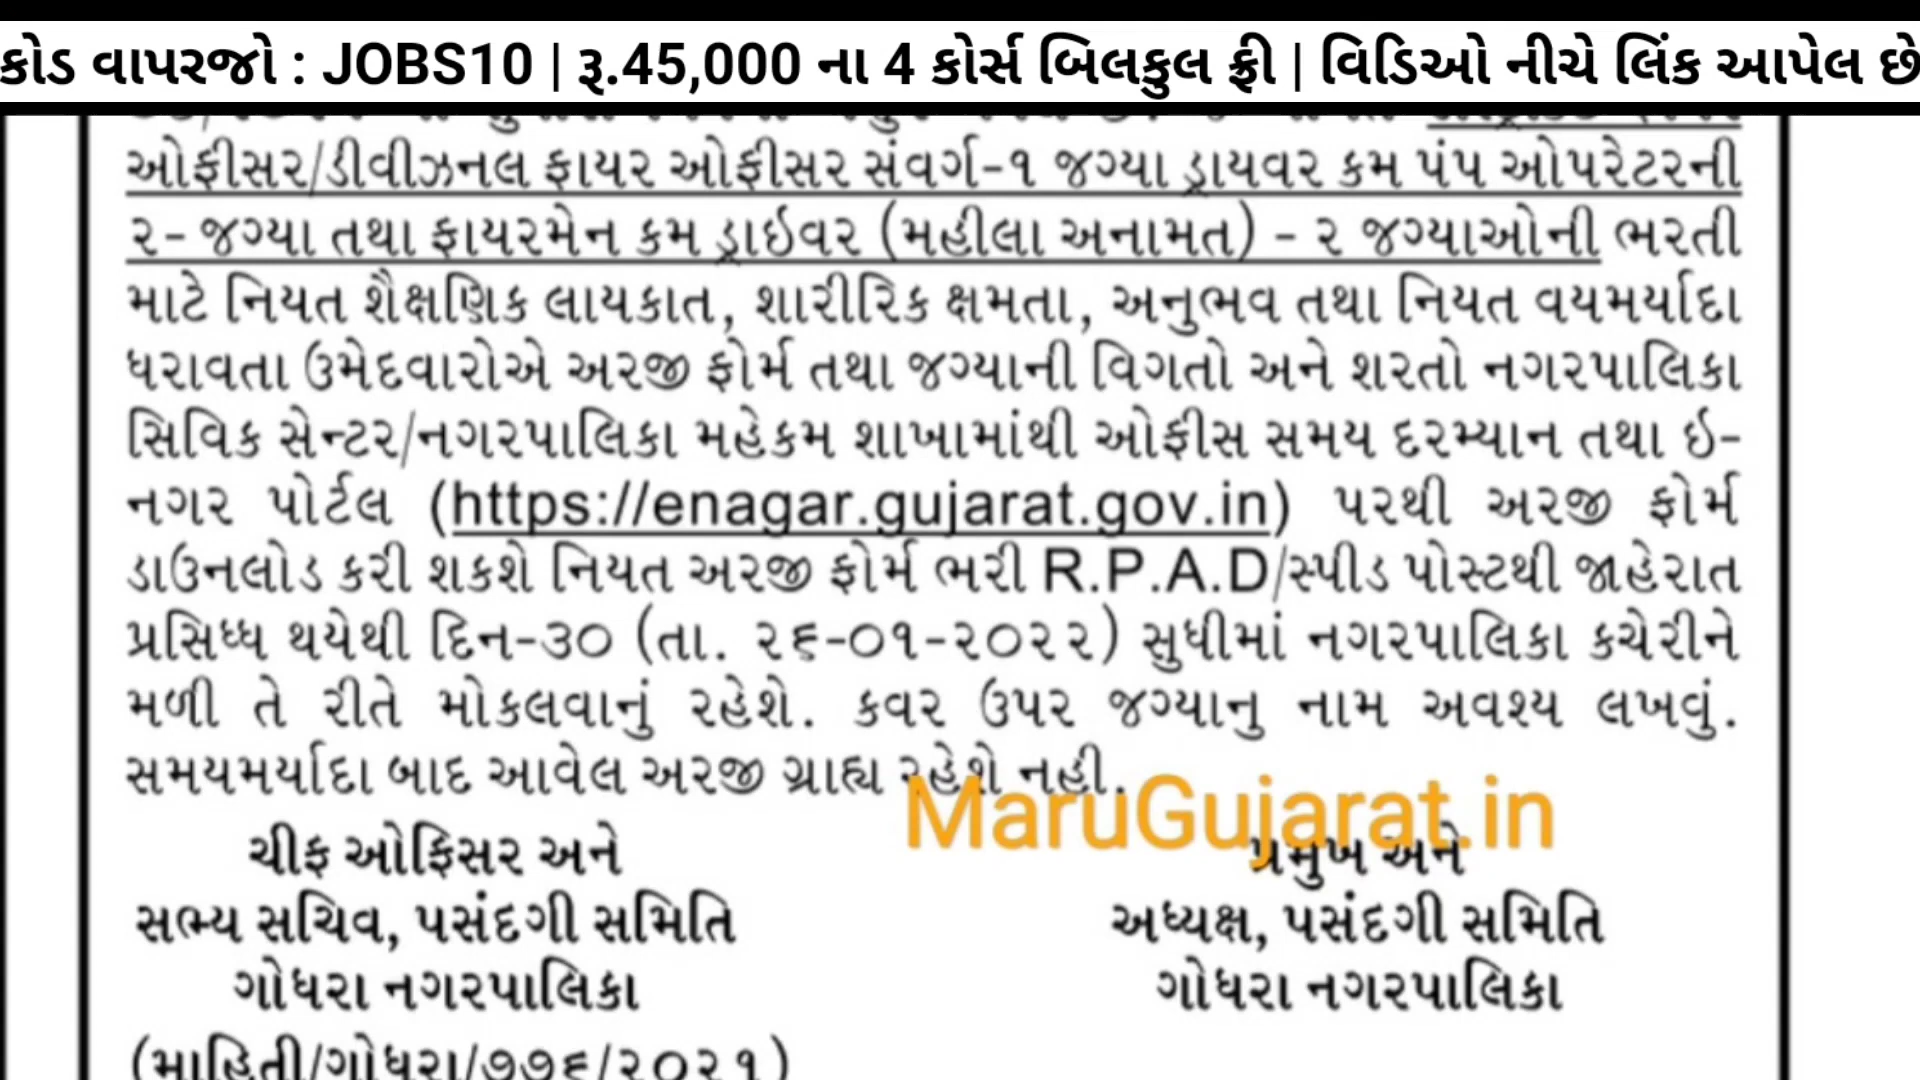 કોડ વાપરજો : JOBS10 | રૂ.45,000 ના 4 કોર્સ બિલકુલ ફ્રી | વિડિઓ નીચે લિંક આપેલ છે
ઓફીસર/ડીવીઝનલ ફાયર ઓફીસર સંવર્ગ-૧ જગ્યા ડ્રાયવર કમ પંપ ઓપરેટરની
૨- જગ્યા તથા ફાયરમેન કમ ડ્રાઇવર (મહીલા અનામત) - ૨ જગ્યાઓની ભરતી
માટે નિયત શૈક્ષણિક લાયકાત, શારીરિક ક્ષમતા, અનુભવ તથા નિયત વયમર્યાદા
ધરાવતા ઉમેદવારોએ અરજી ફોર્મ તથા જગ્યાની વિગતો અને શરતો નગરપાલિકા
સિવિક સેન્ટર/નગરપાલિકા મહેકમ શાખામાંથી ઓફીસ સમય દરમ્યાન તથા ઇ-
નગર પોર્ટલ (https://enagar.gujarat.gov.in) પરથી અરજી ફોર્મ
ડાઉનલોડ કરી શકશે નિયત અરજી ફોર્મ ભરી R.P.A.D/સ્પીડ પોસ્ટથી જાહેરાત
પ્રસિધ્ધ થયેથી દિન-૩૦ (તા. ૨૬-૦૧-૨૦૨૨) સુધીમાં નગરપાલિકા કચેરીને
મળી તે રીતે મોકલવાનું રહેશે. કવર ઉપર જગ્યાનુ નામ અવશ્ય લખવું.
સમયમર્યાદા બાદ આવેલ અરજી ગ્રાહ્ય રહેશે નહી.
MaruGujarat.in
ચીફ ઓફિસર અને
પ્રમુખ અને
સભ્ય સચિવ, પસંદગી સમિતિ
અધ્યક્ષ, પસંદગી સમિતિ
ગોધરા નગરપાલિકા
ગોધરા નગરપાલિકા
(માહિતી/ગોધરા/૭૭૬/૨૦૨૧)